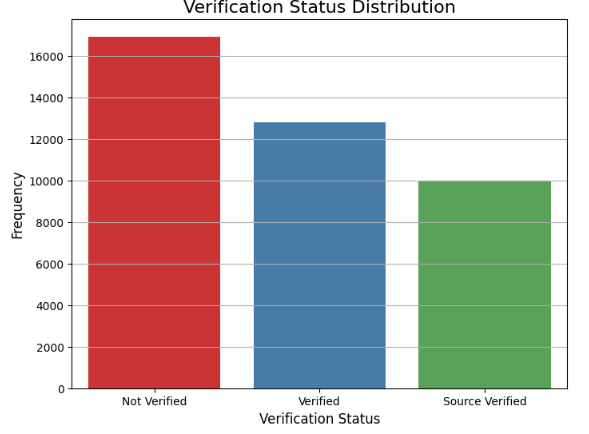 Verification Status Distribution
16000
14000
12000
10000
8000
6000
4000
2000
0
Frequency
Not Verified
Verified
Source Verified
Verification Status